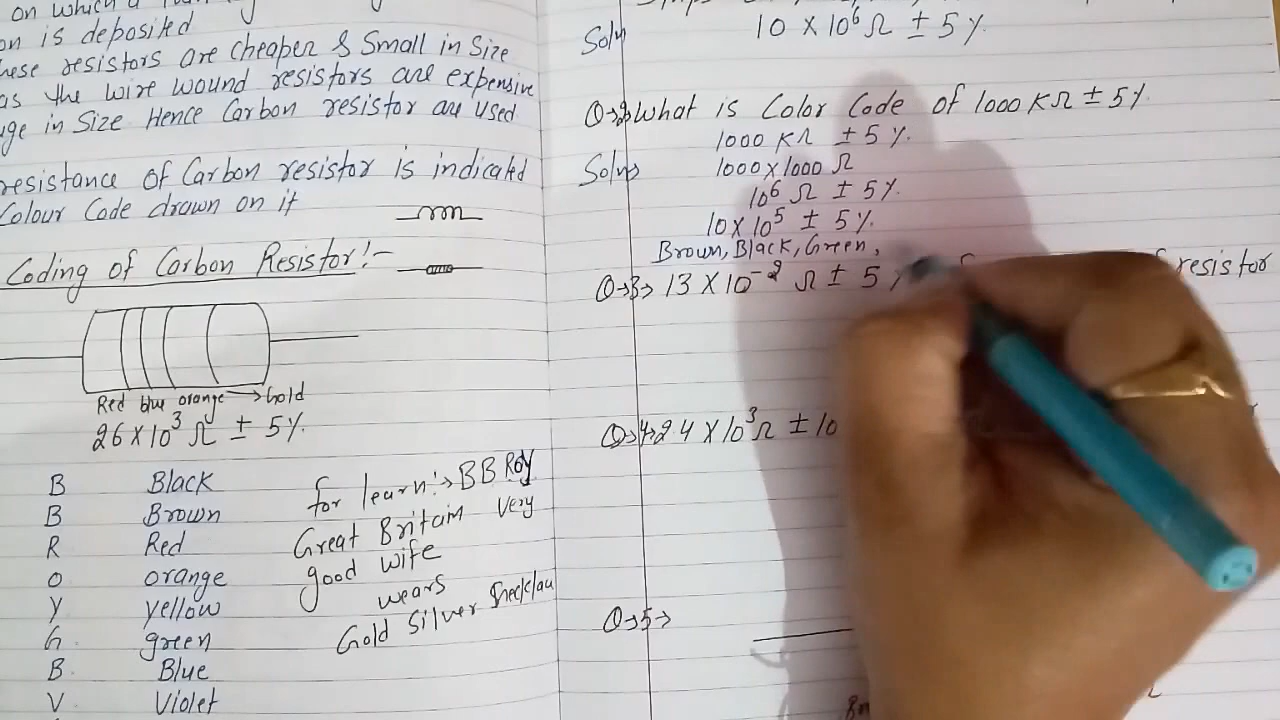 on which a
on is deposited
hese resistors are cheaper & Small in Size
as the wire wound resistors are expensive
uge in Size Hence Carbon resistor are used
resistance of Carbon resistor is indicated
Colour Code drawn on it
Coding of Carbon Resistor!-
Red blue orange → Gold
26 × 10³ Ω ± 5%.
B Black
B Brown
R Red
O orange
Y yellow
G green
B Blue
V Violet
for learn:→ BB Roy
Great Britain Very
good wife
wears
Gold Silver
Soln
10 × 10⁶ Ω ± 5%.
Q→2→ What is Color Code of 1000 KΩ ± 5%.
1000 KΩ ± 5%.
Soln→ 1000×1000 Ω
10⁶ Ω ± 5%.
10 × 10⁵ ± 5%.
Brown, Black, Green,
Q→3→ 13 × 10⁻² Ω ± 5
resistor
Q→4→ 24 × 10³ Ω ± 10
Q→5→